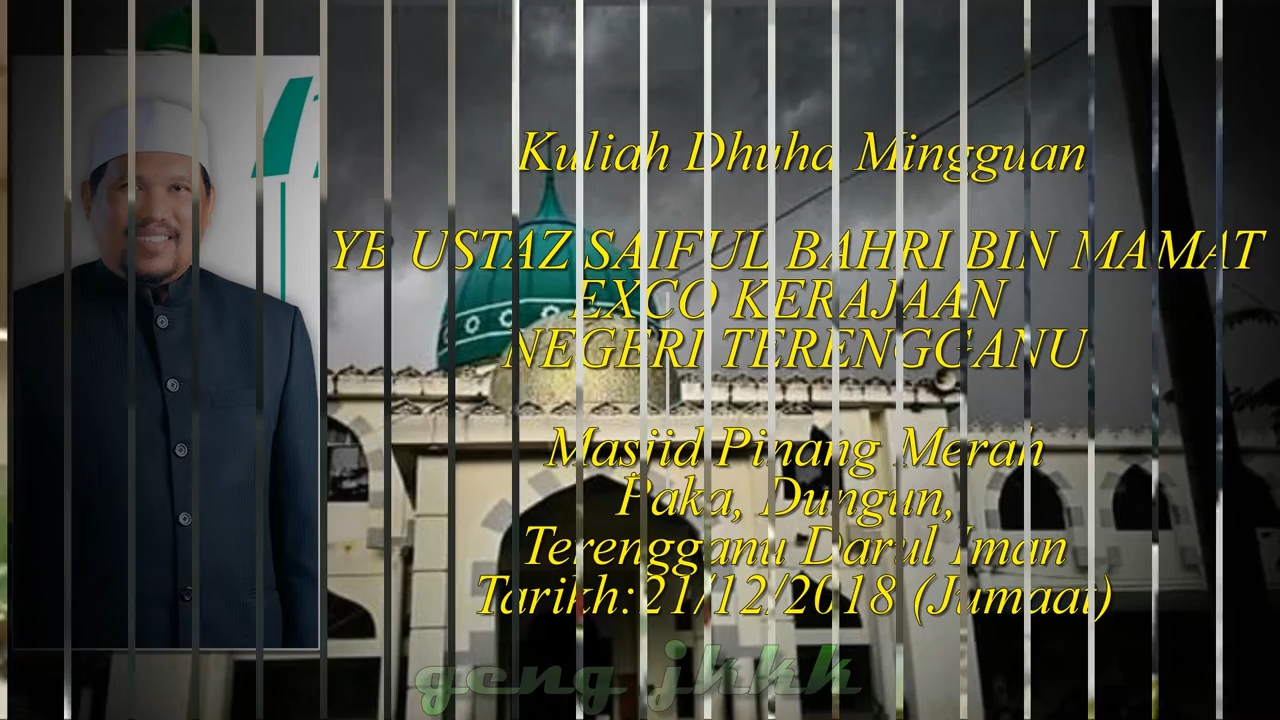 Kuliah Dhuha Mingguan
YB USTAZ SAIFUL BAHRI BIN MAMAT
EXCO KERAJAAN
NEGERI TERENGGANU
Masjid Pinang Merah
Paka, Dungun,
Terengganu Darul Iman
Tarikh:21/12/2018 (Jumaat)
geng jkkk